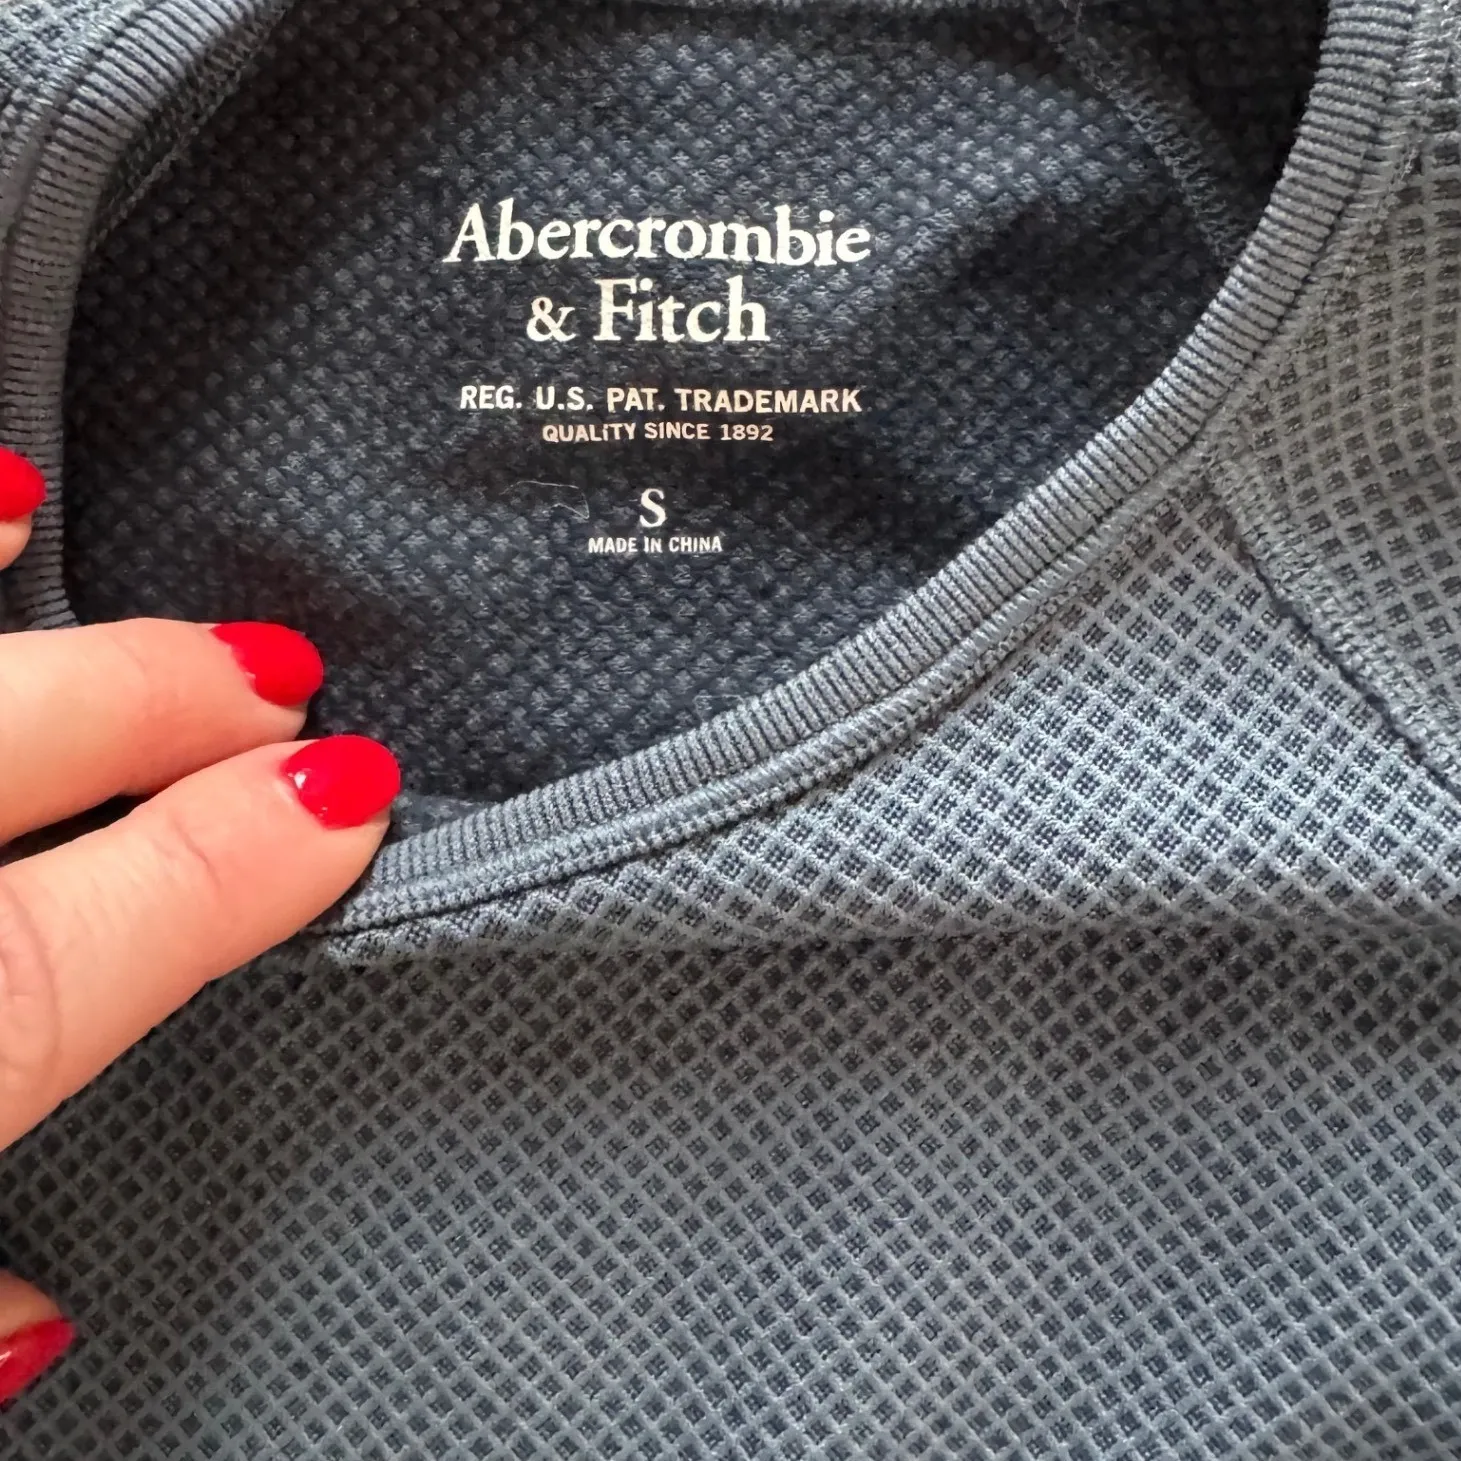 Abercrombie
& Fitch
REG. U.S. PAT. TRADEMARK
QUALITY SINCE 1892
S
MADE IN CHINA